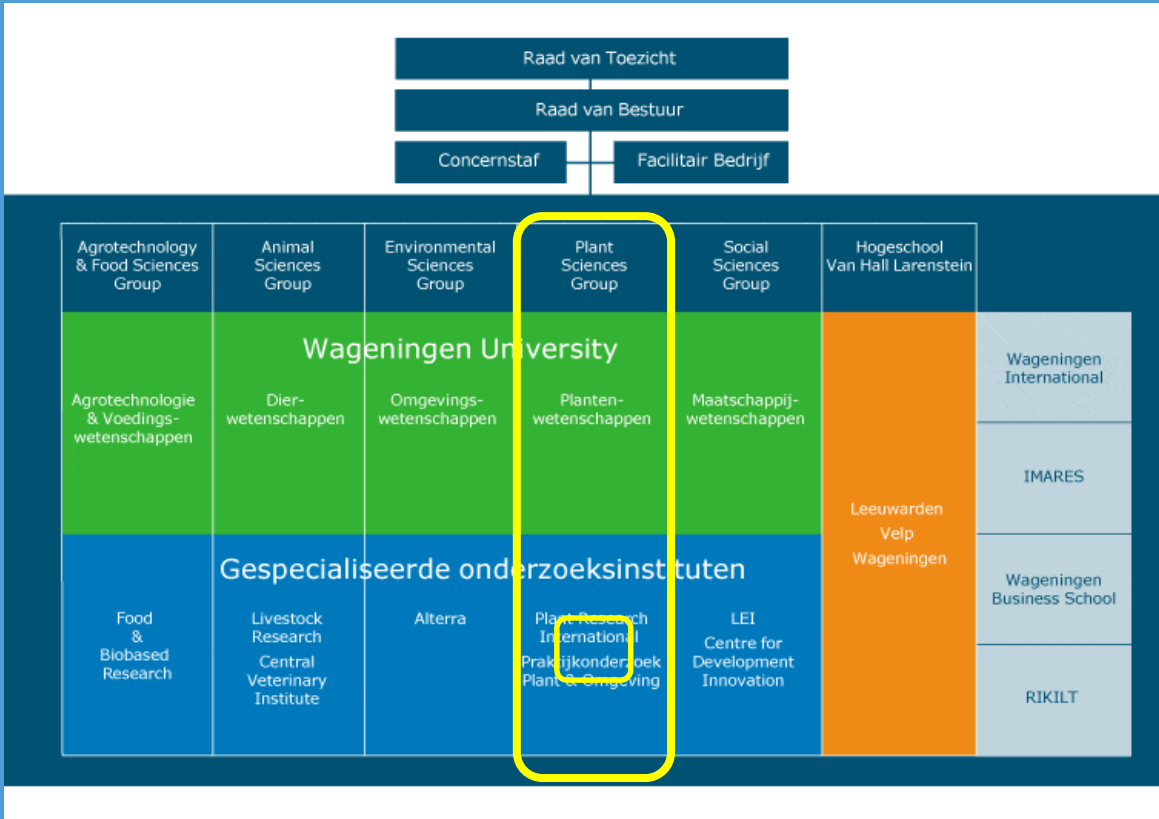 Raad van Toezicht
Raad van Bestuur
Concernstaf
Facilitair Bedrijf
Agrotechnology
& Food Sciences
Group
Animal
Sciences
Group
Environmental
Sciences
Group
Plant
Sciences
Group
Social
Sciences
Group
Hogeschool
Van Hall Larenstein
Wageningen University
Agrotechnologie
& Voedings-
wetenschappen
Dier-
wetenschappen
Omgevings-
wetenschappen
Planten-
wetenschappen
Maatschappij-
wetenschappen
Gespecialiseerde onderzoeksinstituten
Food
&
Biobased
Research
Livestock
Research
Central
Veterinary
Institute
Alterra
Plant Research
International
Praktijkonderzoek
Plant & Omgeving
LEI
Centre for
Development
Innovation
Leeuwarden
Velp
Wageningen
Wageningen
International
IMARES
Wageningen
Business School
RIKILT